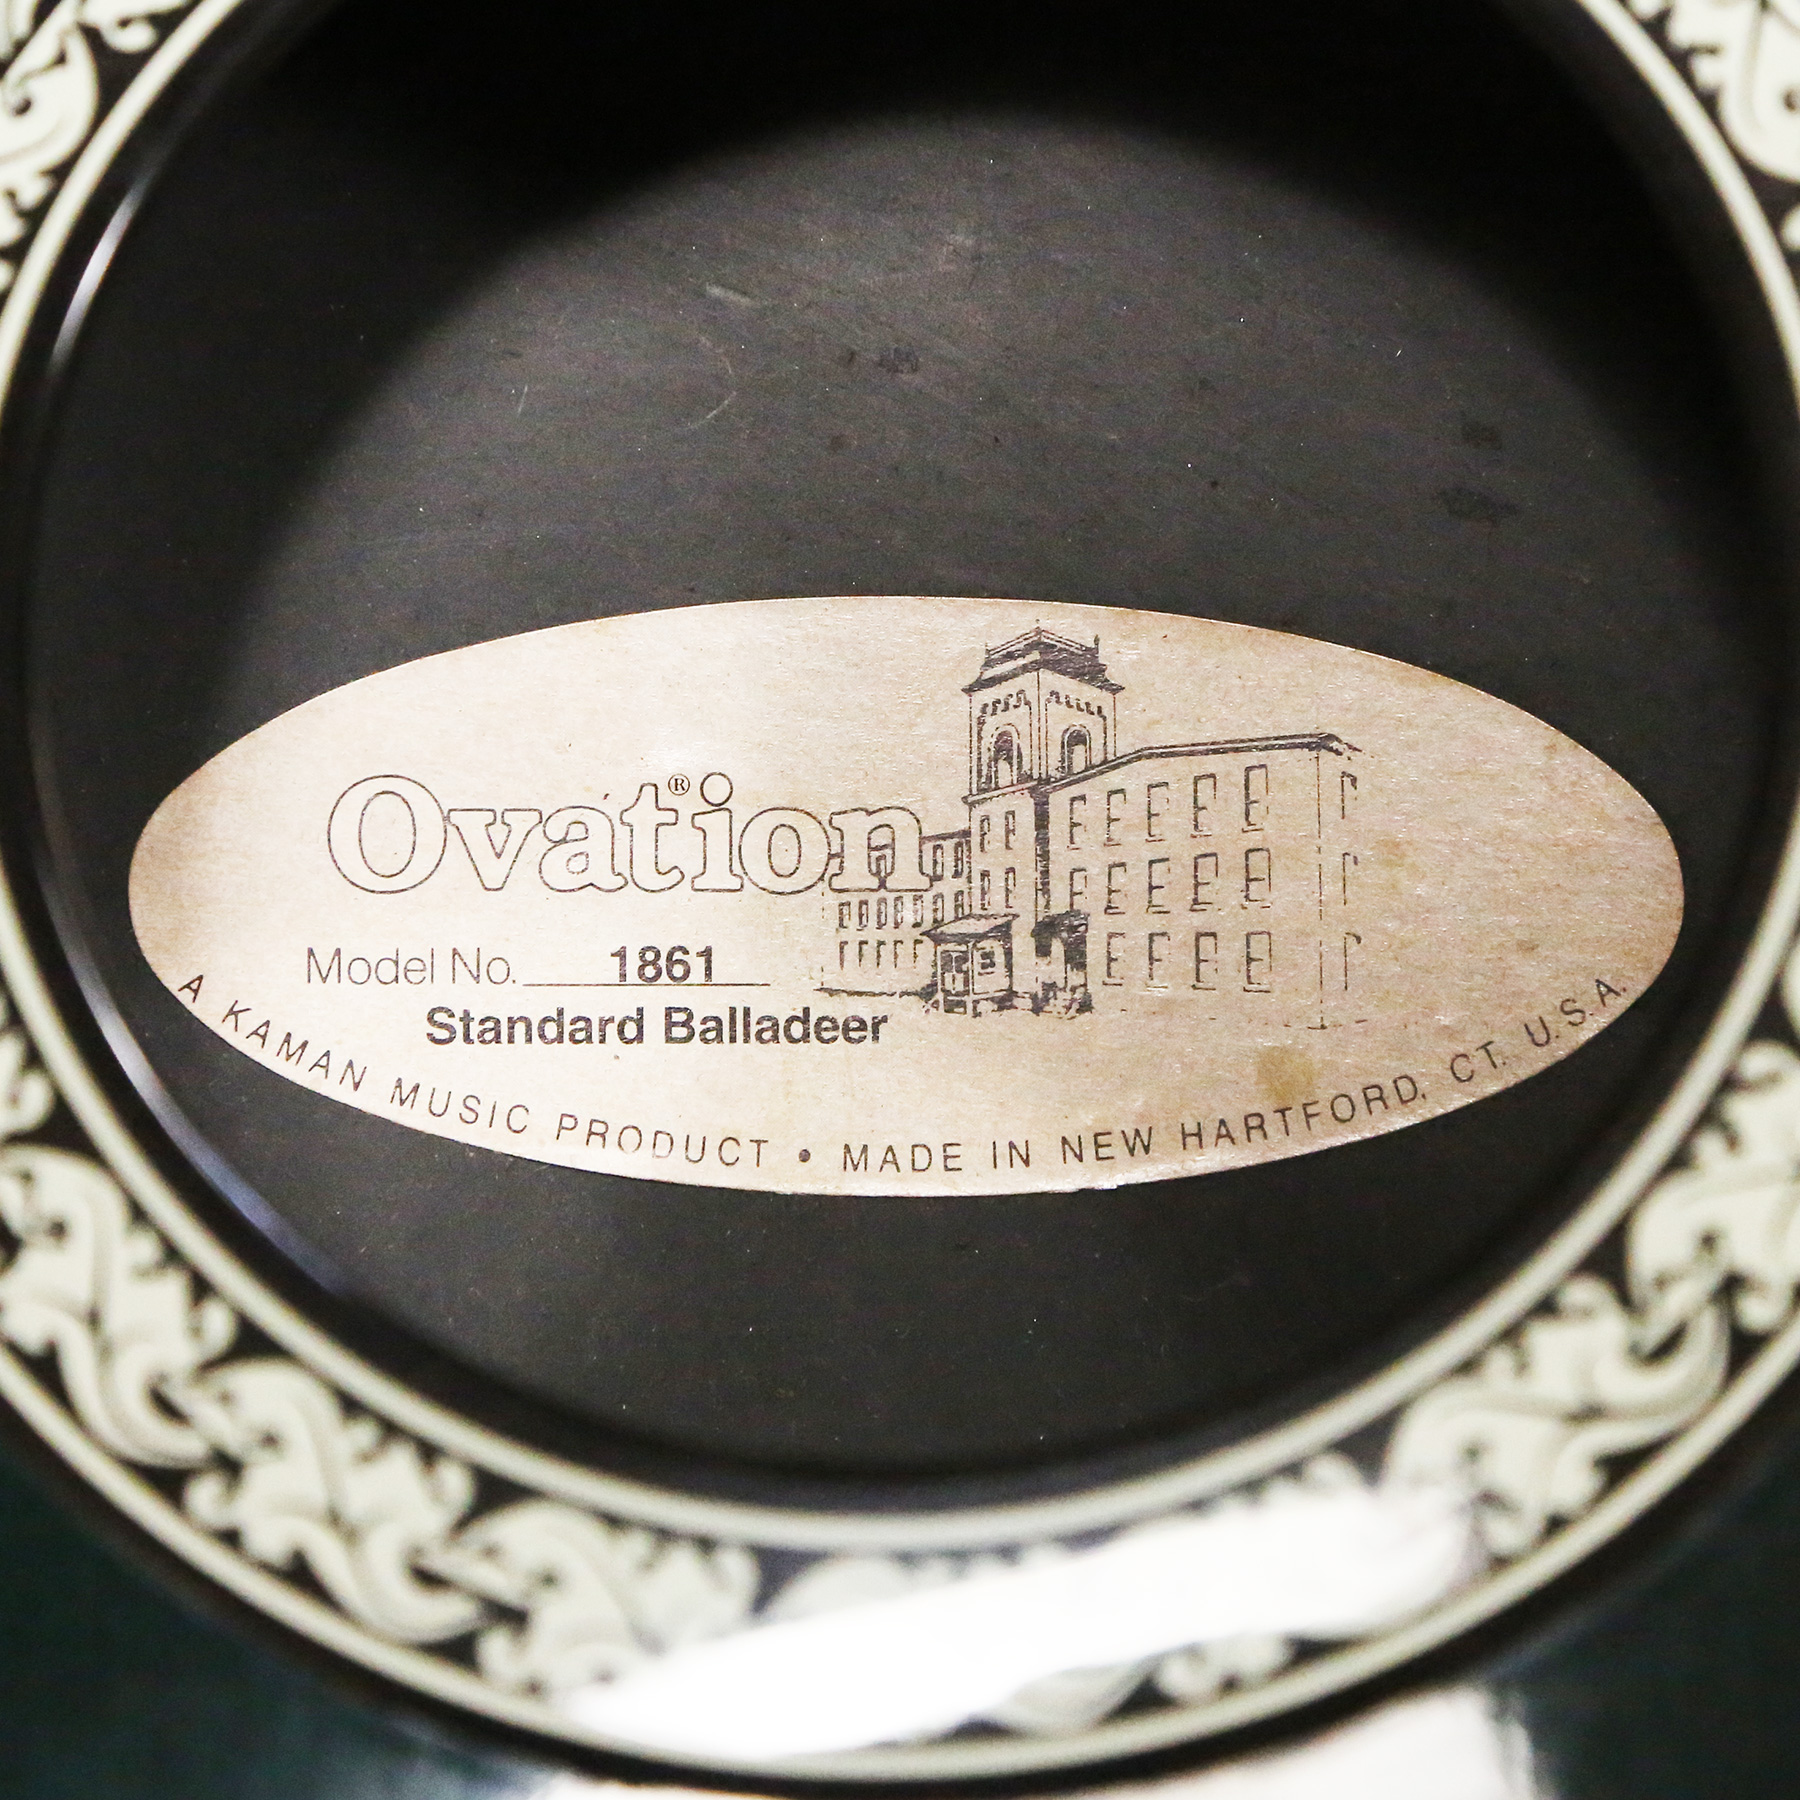 Ovation®
Model No. 1861
Standard Balladeer
A KAMAN MUSIC PRODUCT • MADE IN NEW HARTFORD, CT. U.S.A.